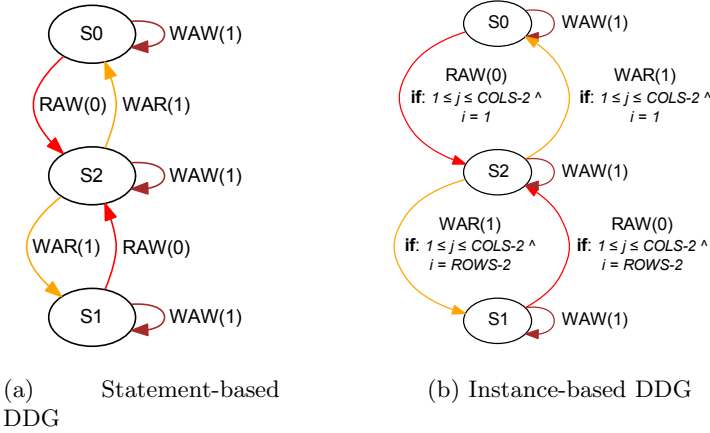 S0
WAW(1)
RAW(0)
WAR(1)
S2
WAW(1)
WAR(1)
RAW(0)
S1
WAW(1)
(a) Statement-based
DDG
S0
WAW(1)
RAW(0)
if: 1 ≤ j ≤ COLS-2 ^
i = 1
WAR(1)
if: 1 ≤ j ≤ COLS-2 ^
i = 1
S2
WAW(1)
WAR(1)
if: 1 ≤ j ≤ COLS-2 ^
i = ROWS-2
RAW(0)
if: 1 ≤ j ≤ COLS-2 ^
i = ROWS-2
S1
WAW(1)
(b) Instance-based DDG